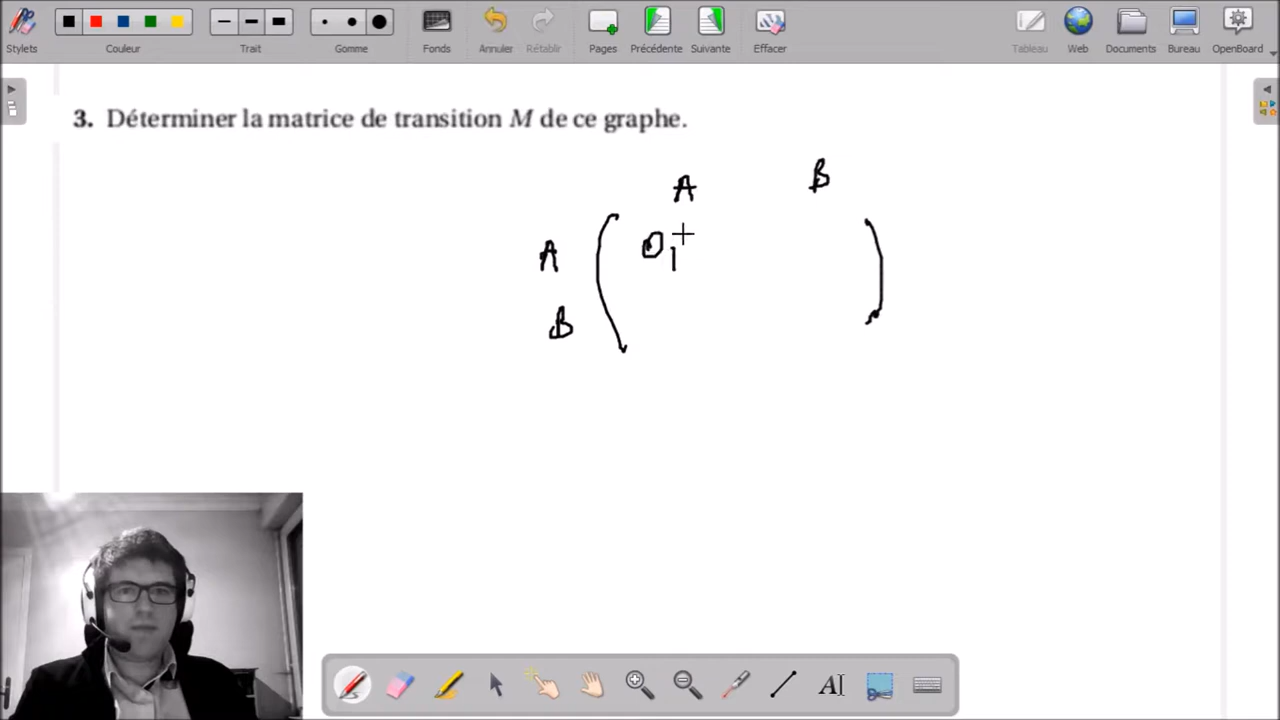 Stylets
Couleur
Trait
Gomme
Fonds
Annuler
Rétablir
Pages
Précédente
Suivante
Effacer
Tableau
Web
Documents
Bureau
OpenBoard
3. Déterminer la matrice de transition M de ce graphe.
A B
A ( 0, )
B